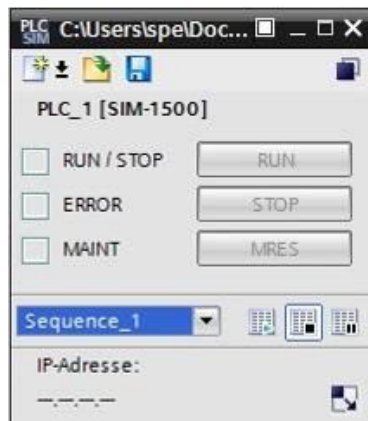 PLC SIM C:\Users\spe\Doc...
PLC_1 [SIM-1500]
RUN / STOP RUN
ERROR STOP
MAINT MRES
Sequence_1
IP-Adresse:
---.---.---.---